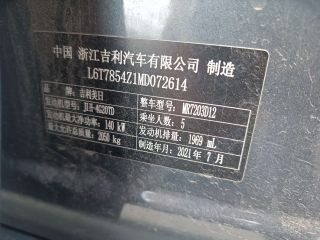 中国 浙江吉利汽车有限公司 制造
L6T7854Z1MD072614
品牌 吉利美日 整车型号 MR7203D12
发动机型号 JLH-4G20TD 乘坐人数 5
发动机最大净功率 140 kW 发动机排量 1969 mL
最大允许总质量 2050 kg 制造年月 2021年7月